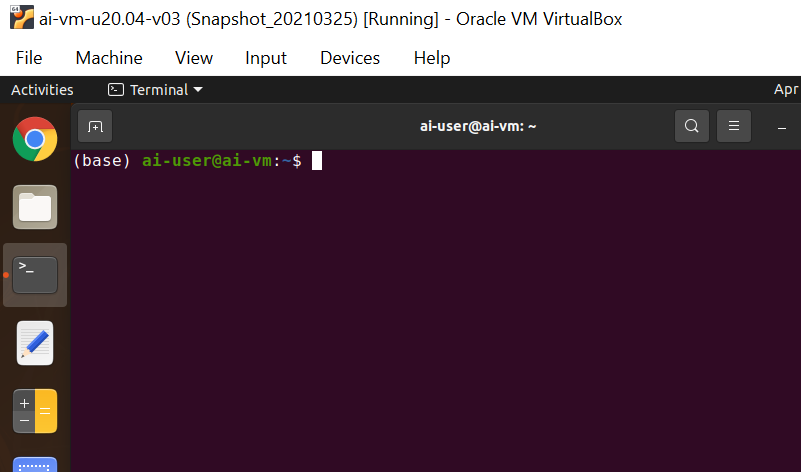 ai-vm-u20.04-v03 (Snapshot_20210325) [Running] - Oracle VM VirtualBox
File Machine View Input Devices Help
Activities Terminal Apr
ai-user@ai-vm: ~
(base) ai-user@ai-vm:~$